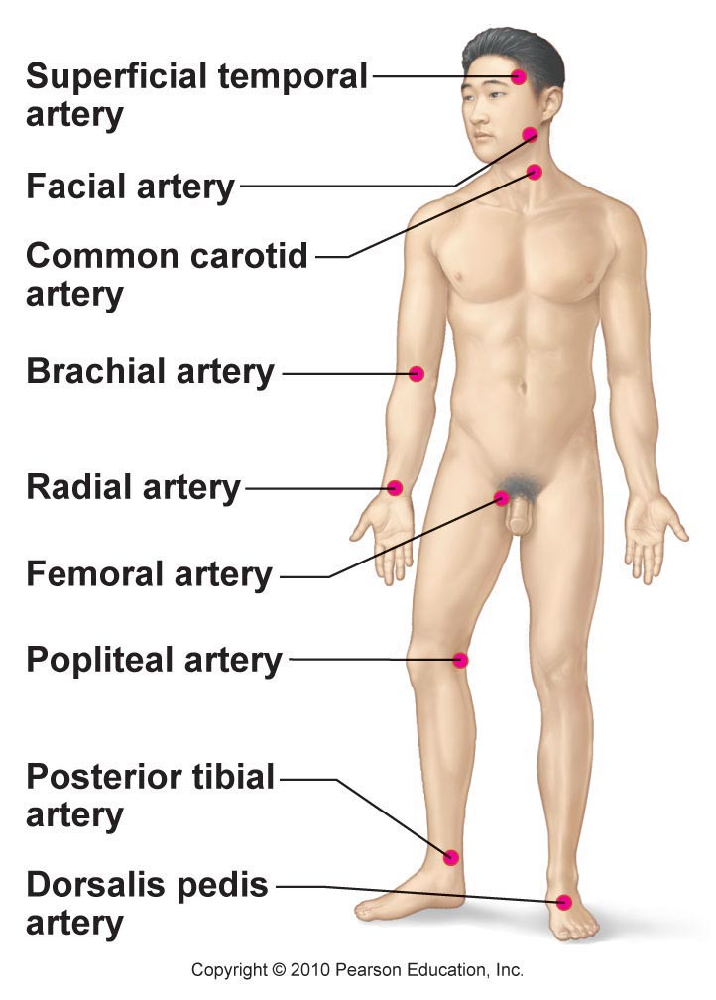 Superficial temporal
artery
Facial artery
Common carotid
artery
Brachial artery
Radial artery
Femoral artery
Popliteal artery
Posterior tibial
artery
Dorsalis pedis
artery
Copyright © 2010 Pearson Education, Inc.